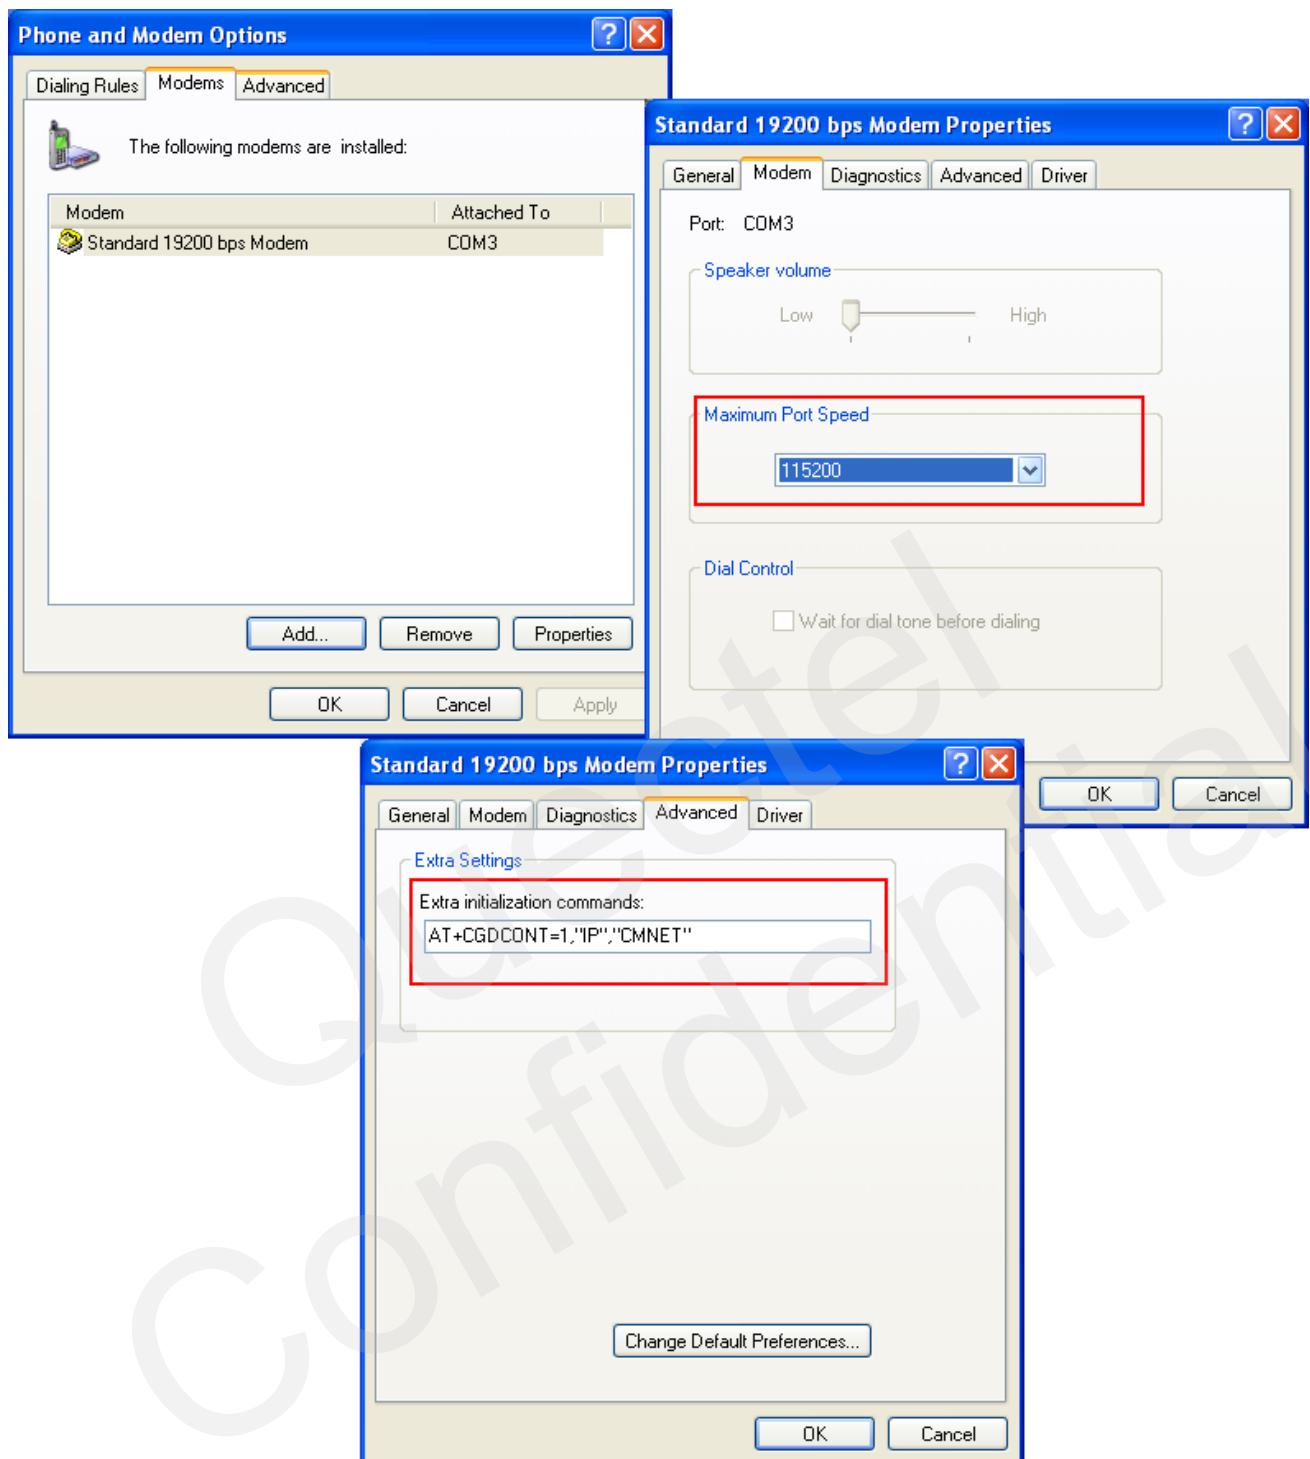 Phone and Modem Options
Dialing Rules Modems Advanced
The following modems are installed:
Modem Attached To
Standard 19200 bps Modem COM3
Add... Remove Properties
OK Cancel Apply
Standard 19200 bps Modem Properties
General Modem Diagnostics Advanced Driver
Port: COM3
Speaker volume
Low High
Maximum Port Speed
115200
Dial Control
Wait for dial tone before dialing
OK Cancel
Standard 19200 bps Modem Properties
General Modem Diagnostics Advanced Driver
Extra Settings
Extra initialization commands:
AT+CGDCONT=1,"IP","CMNET"
Change Default Preferences...
OK Cancel
Quectel
Confidential